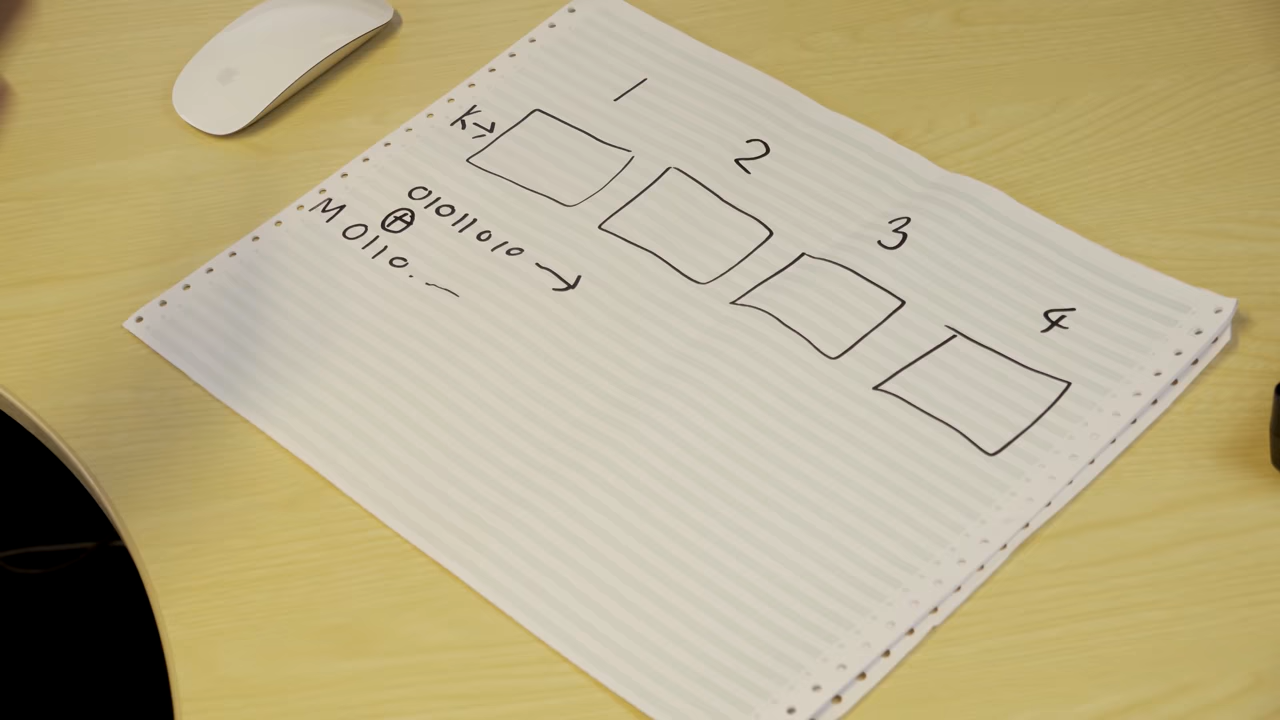 1 2 3 4
K→
01011010 →
⊕
M 0110. —